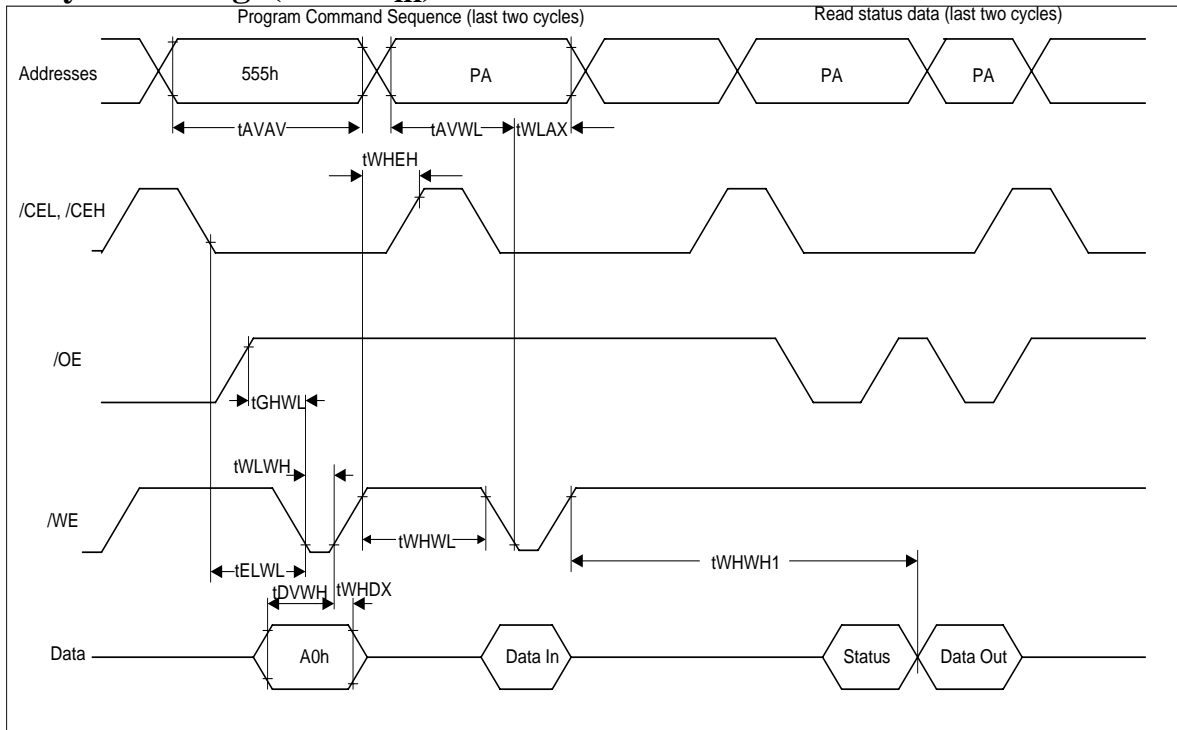 Program Command Sequence (last two cycles)
Read status data (last two cycles)
Addresses
555h
PA
PA
PA
tAVAV
tAVWL
tWLAX
tWHEH
/CEL, /CEH
/OE
tGHWL
tWLWH
/WE
tWHWL
tWHWH1
tELWL
tDVWH
tWHDX
Data
A0h
Data In
Status
Data Out